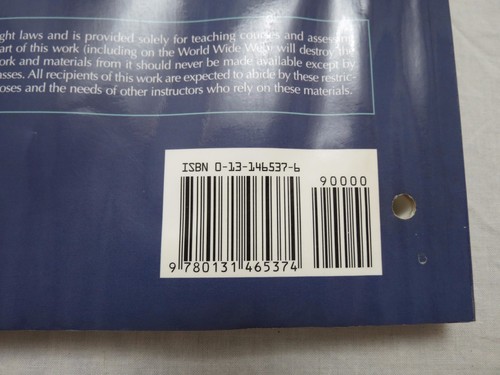 ght laws and is provided solely for teaching courses and assessing
art of this work (including on the World Wide Web) will destroy the
ork and materials from it should never be made available except by
asses. All recipients of this work are expected to abide by these restric-
oses and the needs of other instructors who rely on these materials.
ISBN 0-13-146537-6
90000
9 780131 465374